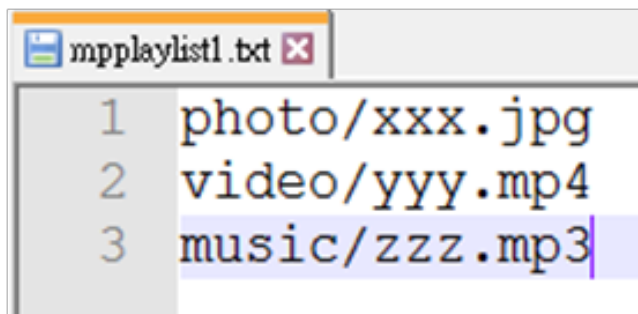 mpplaylist1.txt
1 photo/xxx.jpg
2 video/yyy.mp4
3 music/zzz.mp3